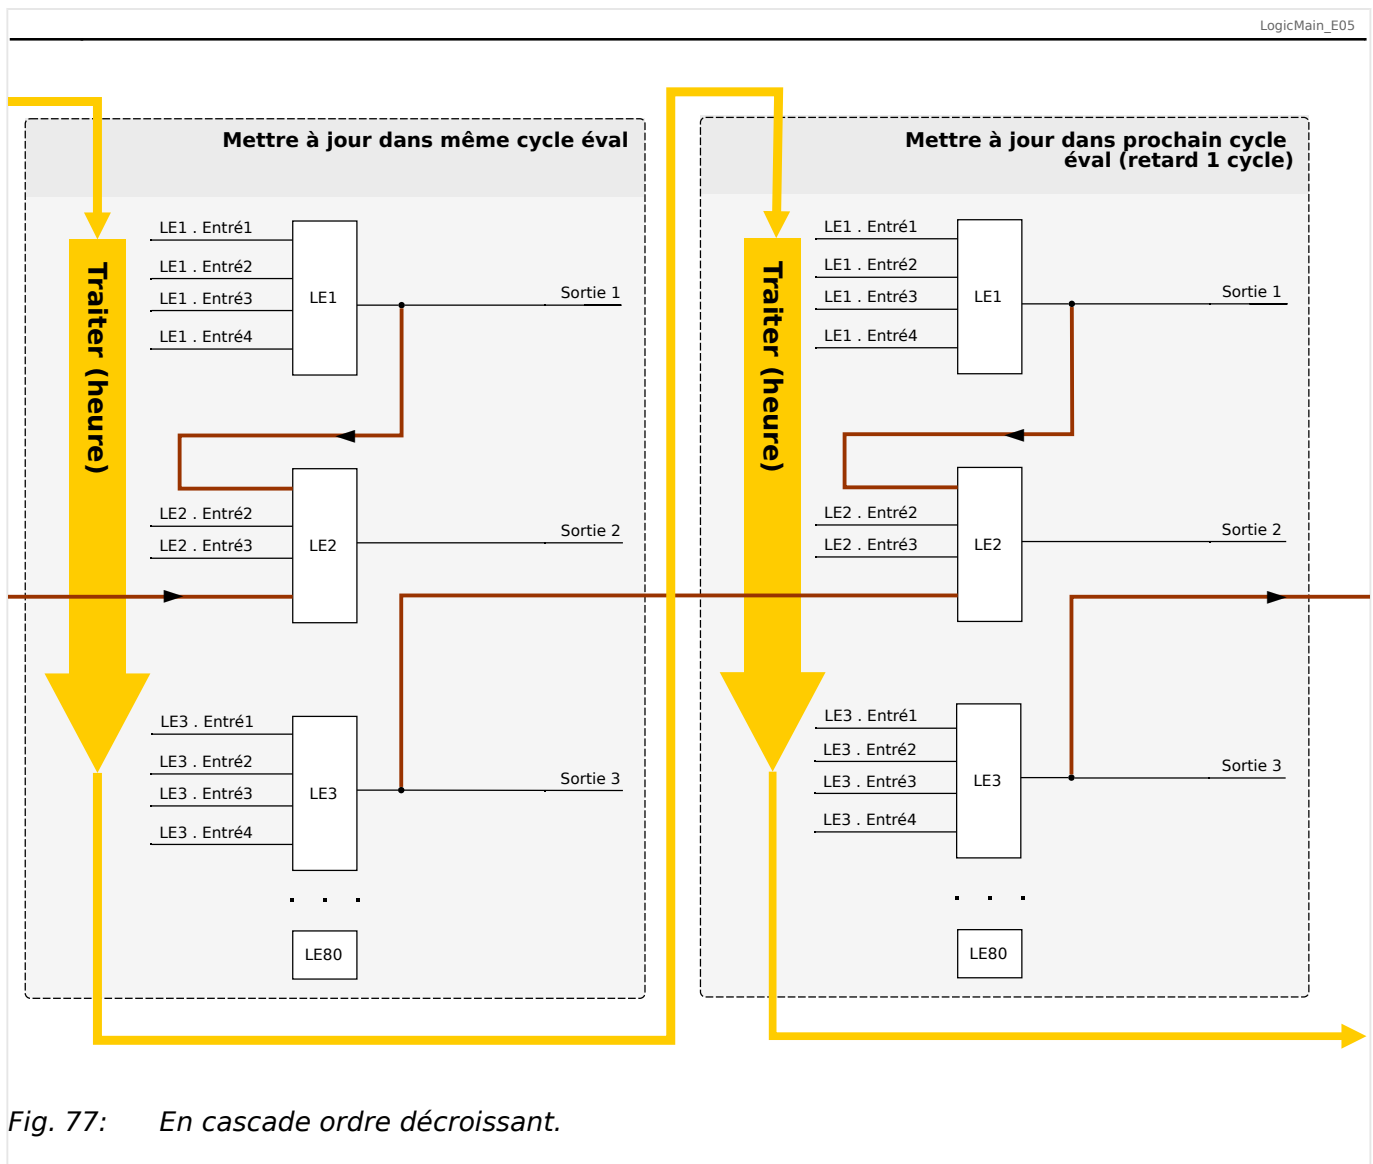 LogicMain_E05
Mettre à jour dans même cycle éval
Traiter (heure)
LE1 . Entré1
LE1 . Entré2
LE1 . Entré3
LE1 . Entré4
LE1
Sortie 1
LE2 . Entré2
LE2 . Entré3
LE2
Sortie 2
LE3 . Entré1
LE3 . Entré2
LE3 . Entré3
LE3 . Entré4
LE3
Sortie 3
. . .
LE80
Mettre à jour dans prochain cycle
éval (retard 1 cycle)
Traiter (heure)
LE1 . Entré1
LE1 . Entré2
LE1 . Entré3
LE1 . Entré4
LE1
Sortie 1
LE2 . Entré2
LE2 . Entré3
LE2
Sortie 2
LE3 . Entré1
LE3 . Entré2
LE3 . Entré3
LE3 . Entré4
LE3
Sortie 3
. . .
LE80
Fig. 77: En cascade ordre décroissant.